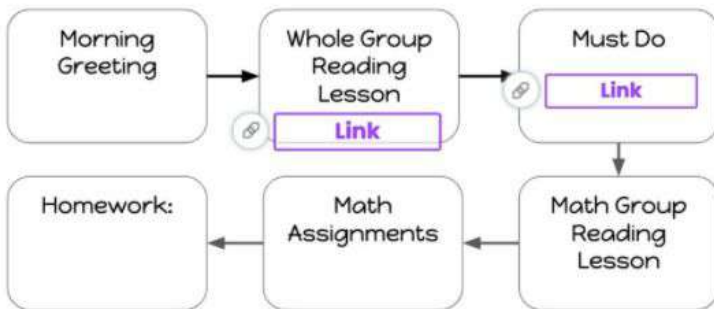 Morning
Greeting
Whole Group
Reading
Lesson
Link
Must Do
Link
Homework:
Math
Assignments
Math Group
Reading
Lesson